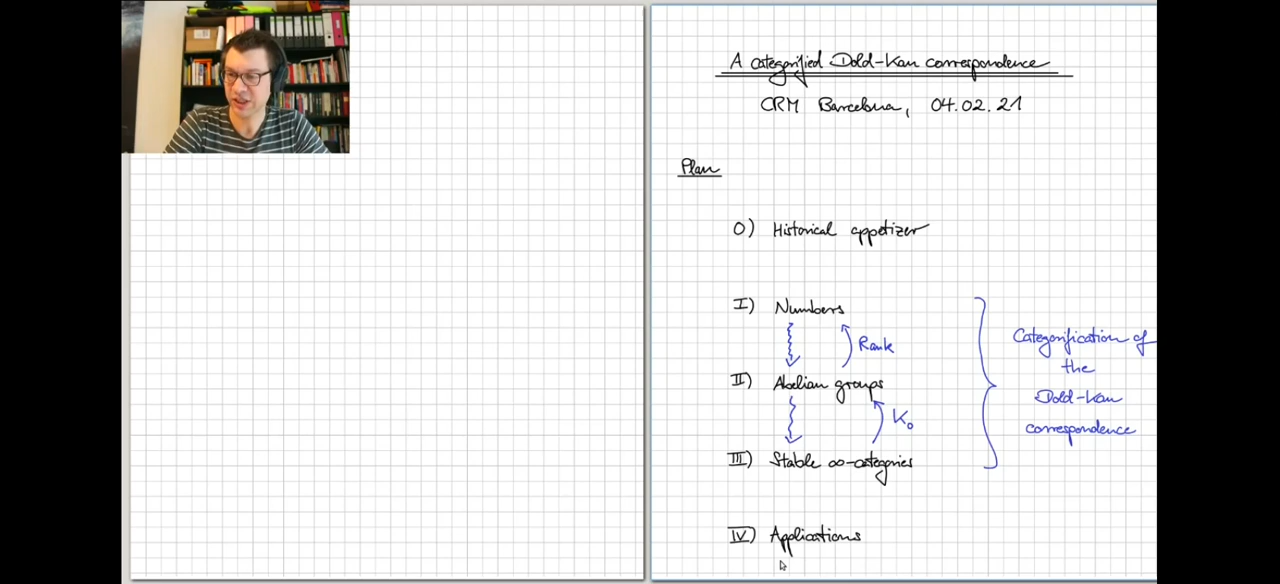 A categorified Dold-Kan correspondence
CRM Barcelona, 04.02.21
Plan
0) Historical appetizer
I) Numbers
Rank
II) Abelian groups
K₀
III) Stable ∞-categories
Categorification of
the
Dold-Kan
correspondence
IV) Applications